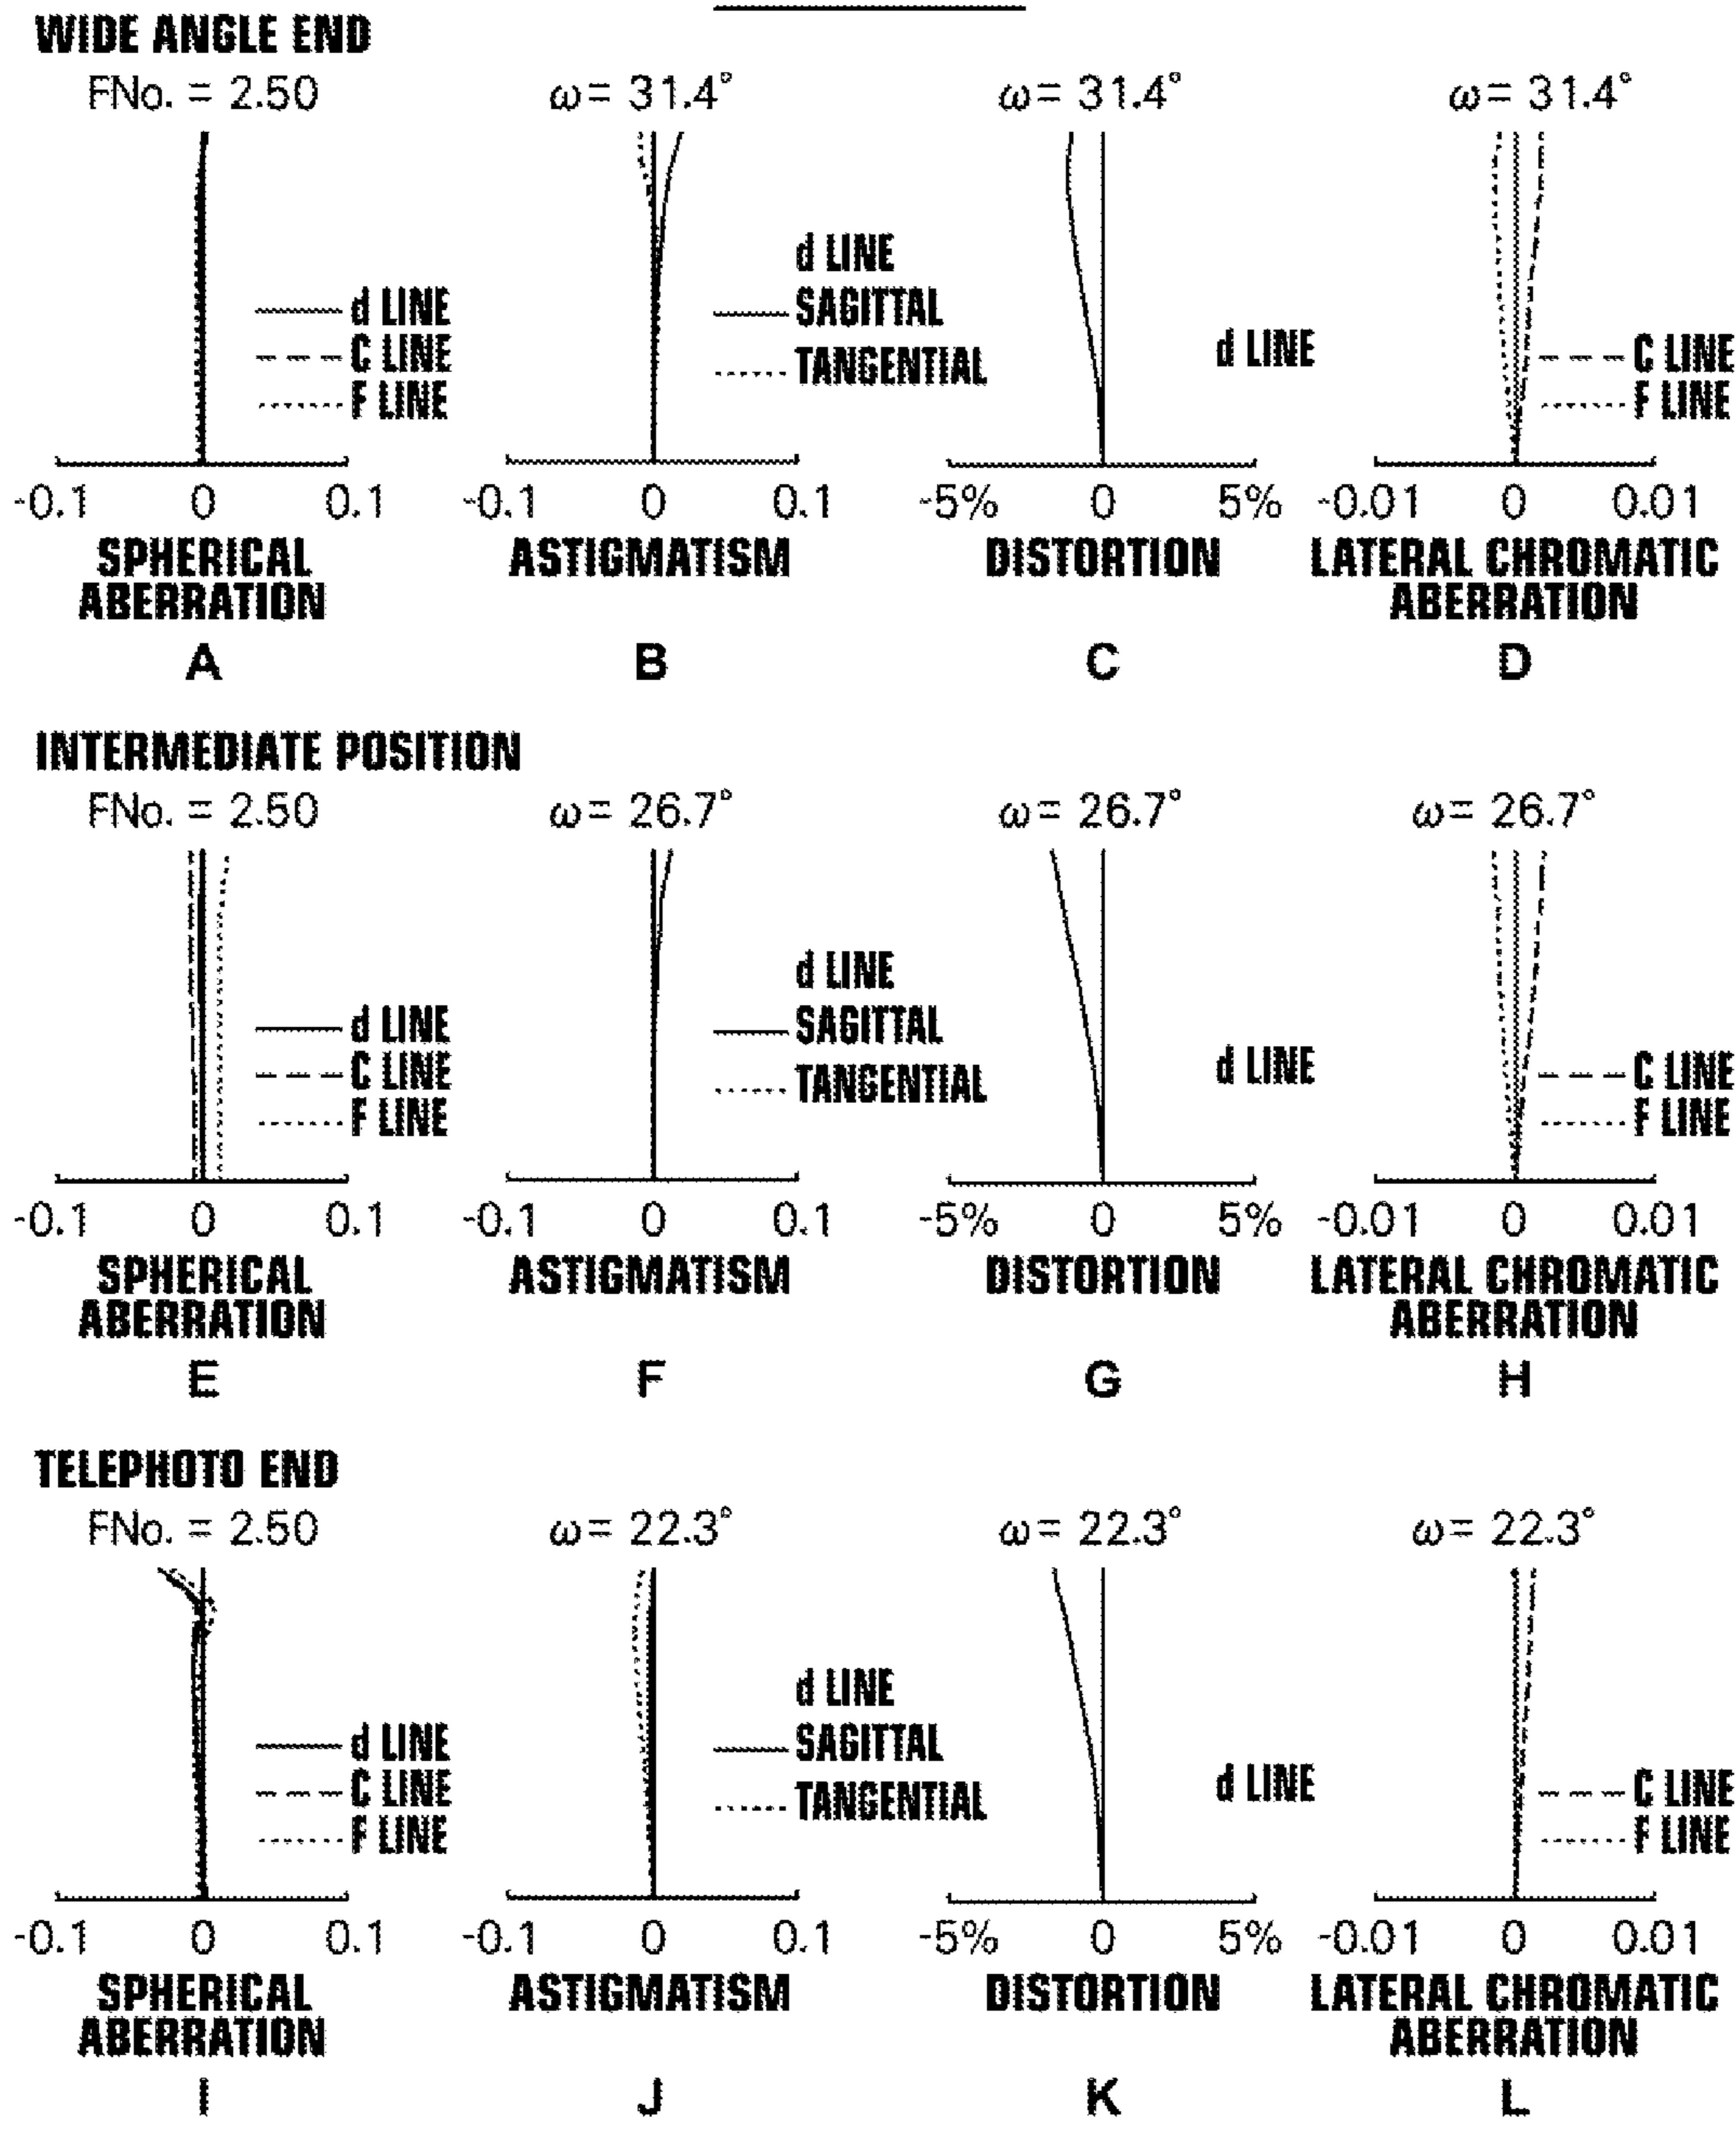 WIDE ANGLE END
FNo. = 2.50
ω= 31.4°
ω= 31.4°
ω= 31.4°
d LINE
C LINE
F LINE
d LINE
SAGITTAL
TANGENTIAL
d LINE
C LINE
F LINE
-0.1 0 0.1
-0.1 0 0.1
-5% 0 5%
-0.01 0 0.01
SPHERICAL
ABERRATION
ASTIGMATISM
DISTORTION
LATERAL CHROMATIC
ABERRATION
A
B
C
D
INTERMEDIATE POSITION
FNo. = 2.50
ω= 26.7°
ω= 26.7°
ω= 26.7°
d LINE
C LINE
F LINE
d LINE
SAGITTAL
TANGENTIAL
d LINE
C LINE
F LINE
-0.1 0 0.1
-0.1 0 0.1
-5% 0 5%
-0.01 0 0.01
SPHERICAL
ABERRATION
ASTIGMATISM
DISTORTION
LATERAL CHROMATIC
ABERRATION
E
F
G
H
TELEPHOTO END
FNo. = 2.50
ω= 22.3°
ω= 22.3°
ω= 22.3°
d LINE
C LINE
F LINE
d LINE
SAGITTAL
TANGENTIAL
d LINE
C LINE
F LINE
-0.1 0 0.1
-0.1 0 0.1
-5% 0 5%
-0.01 0 0.01
SPHERICAL
ABERRATION
ASTIGMATISM
DISTORTION
LATERAL CHROMATIC
ABERRATION
I
J
K
L